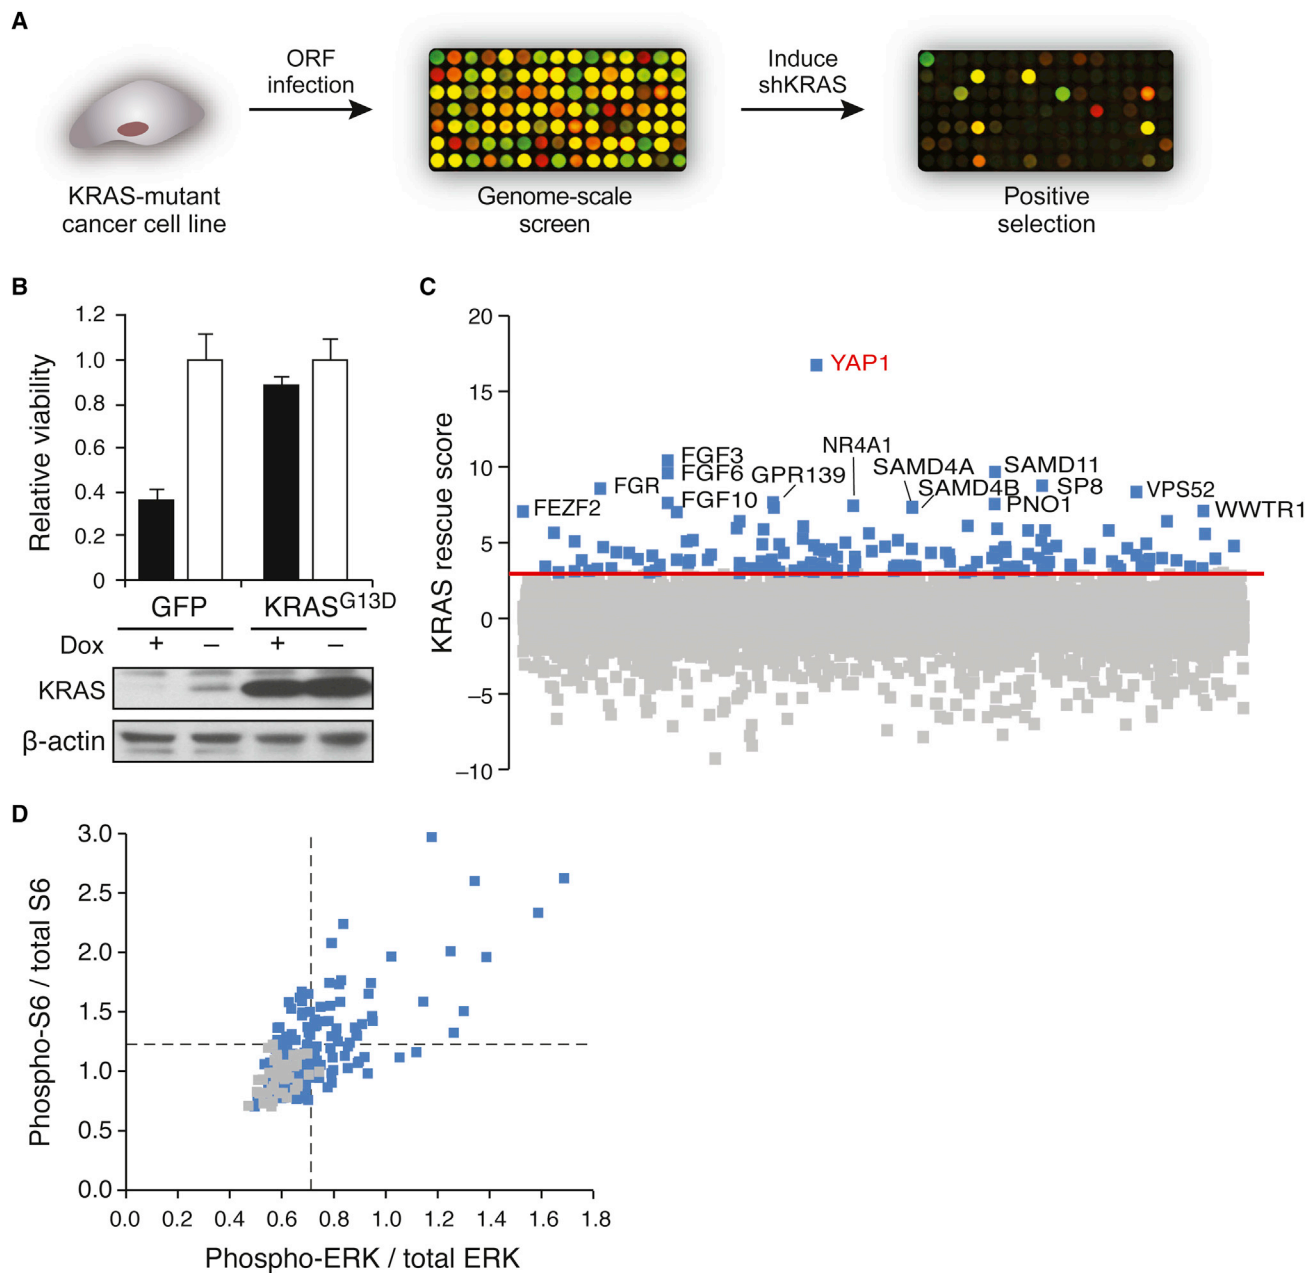 A
ORF
infection
Induce
shKRAS
KRAS-mutant
cancer cell line
Genome-scale
screen
Positive
selection
B
Relative viability
1.2
1.0
0.8
0.6
0.4
0.2
0
GFP
KRASG13D
Dox
+
–
+
–
KRAS
β-actin
C
KRAS rescue score
20
15
10
5
0
–5
–10
YAP1
FGF3
FGF6
FGF10
FGR
FEZF2
GPR139
NR4A1
SAMD4A
SAMD4B
SAMD11
SP8
PNO1
VPS52
WWTR1
D
Phospho-S6 / total S6
3.0
2.5
2.0
1.5
1.0
0.5
0.0
0.0 0.2 0.4 0.6 0.8 1.0 1.2 1.4 1.6 1.8
Phospho-ERK / total ERK